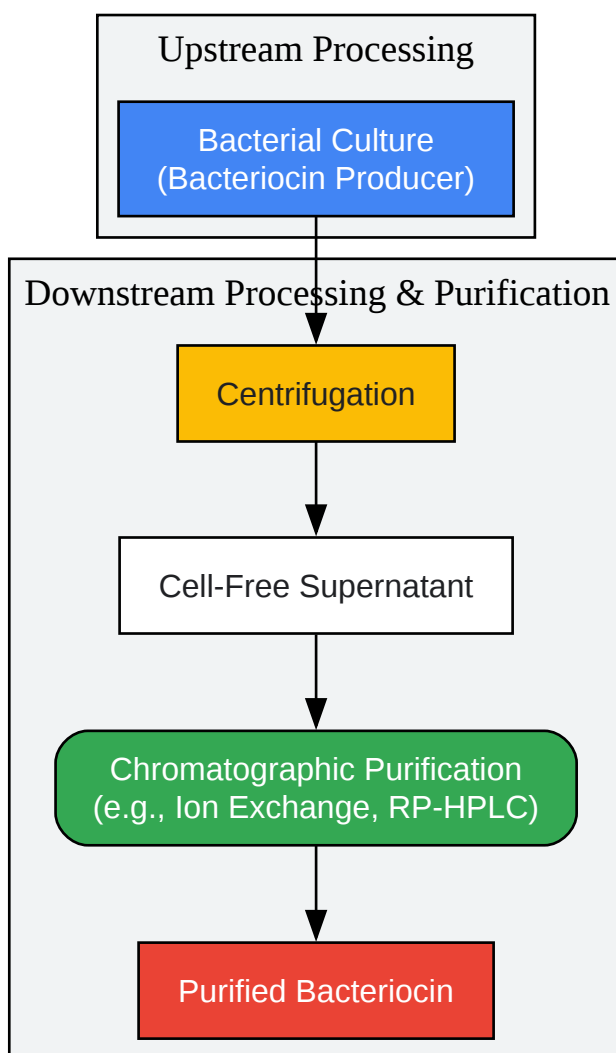 Upstream Processing
Bacterial Culture
(Bacteriocin Producer)
Downstream Processing & Purification
Centrifugation
Cell-Free Supernatant
Chromatographic Purification
(e.g., Ion Exchange, RP-HPLC)
Purified Bacteriocin